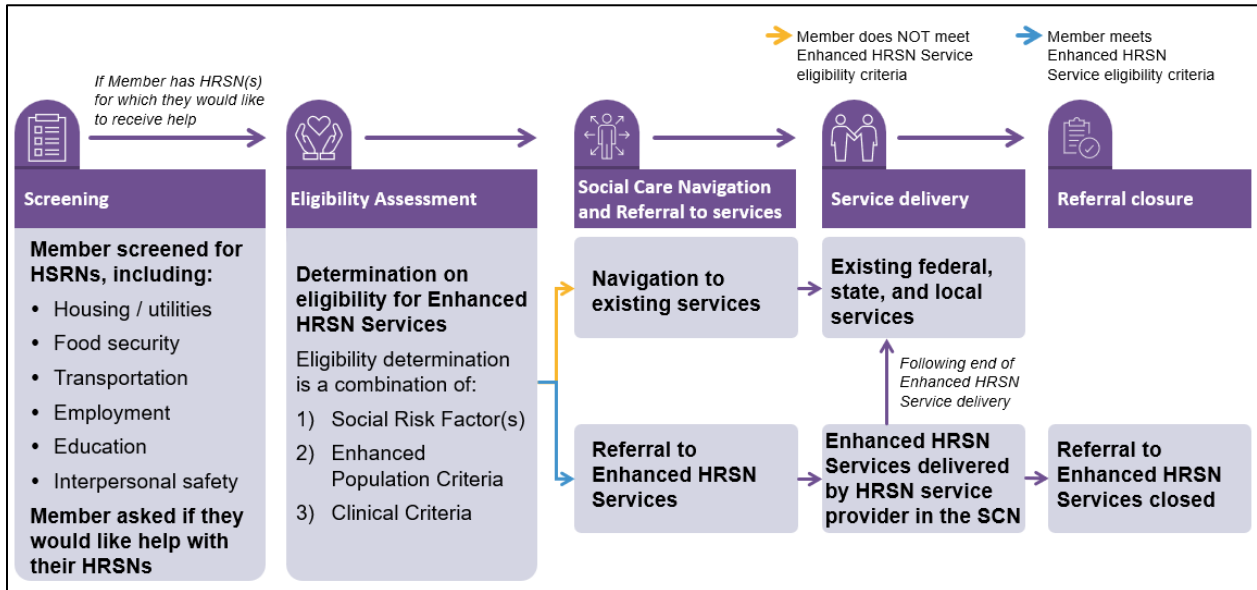 Member does NOT meet
Enhanced HRSN Service
eligibility criteria
Member meets
Enhanced HRSN
Service eligibility criteria
If Member has HRSN(s)
for which they would like
to receive help
Screening
Member screened for
HSRNs, including:
• Housing / utilities
• Food security
• Transportation
• Employment
• Education
• Interpersonal safety
Member asked if they
would like help with
their HRSNs
Eligibility Assessment
Determination on
eligibility for Enhanced
HRSN Services
Eligibility determination
is a combination of:
1) Social Risk Factor(s)
2) Enhanced
Population Criteria
3) Clinical Criteria
Social Care Navigation
and Referral to services
Navigation to
existing services
Referral to
Enhanced HRSN
Services
Service delivery
Existing federal,
state, and local
services
Following end of
Enhanced HRSN
Service delivery
Enhanced HRSN
Services delivered
by HRSN service
provider in the SCN
Referral closure
Referral to
Enhanced HRSN
Services closed